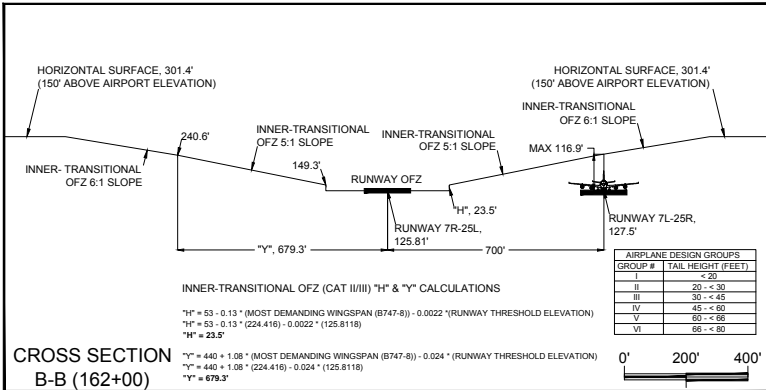 HORIZONTAL SURFACE, 301.4'
(150' ABOVE AIRPORT ELEVATION)
HORIZONTAL SURFACE, 301.4'
(150' ABOVE AIRPORT ELEVATION)
240.6'
INNER-TRANSITIONAL
OFZ 5:1 SLOPE
INNER-TRANSITIONAL
OFZ 5:1 SLOPE
INNER-TRANSITIONAL
OFZ 6:1 SLOPE
MAX 116.9'
INNER- TRANSITIONAL
OFZ 6:1 SLOPE
149.3'
RUNWAY OFZ
"H", 23.5'
RUNWAY 7R-25L,
125.81'
RUNWAY 7L-25R,
127.5'
"Y", 679.3'
700'
INNER-TRANSITIONAL OFZ (CAT II/III) "H" & "Y" CALCULATIONS
"H" = 53 - 0.13 * (MOST DEMANDING WINGSPAN (B747-8)) - 0.0022 *(RUNWAY THRESHOLD ELEVATION)
"H" = 53 - 0.13 * (224.416) - 0.0022 * (125.8118)
"H" = 23.5'
"Y" = 440 + 1.08 * (MOST DEMANDING WINGSPAN (B747-8)) - 0.024 * (RUNWAY THRESHOLD ELEVATION)
"Y" = 440 + 1.08 * (224.416) - 0.024 * (125.8118)
"Y" = 679.3'
AIRPLANE DESIGN GROUPS
GROUP # TAIL HEIGHT (FEET)
I < 20
II 20 - < 30
III 30 - < 45
IV 45 - < 60
V 60 - < 66
VI 66 - < 80
CROSS SECTION
B-B (162+00)
0' 200' 400'